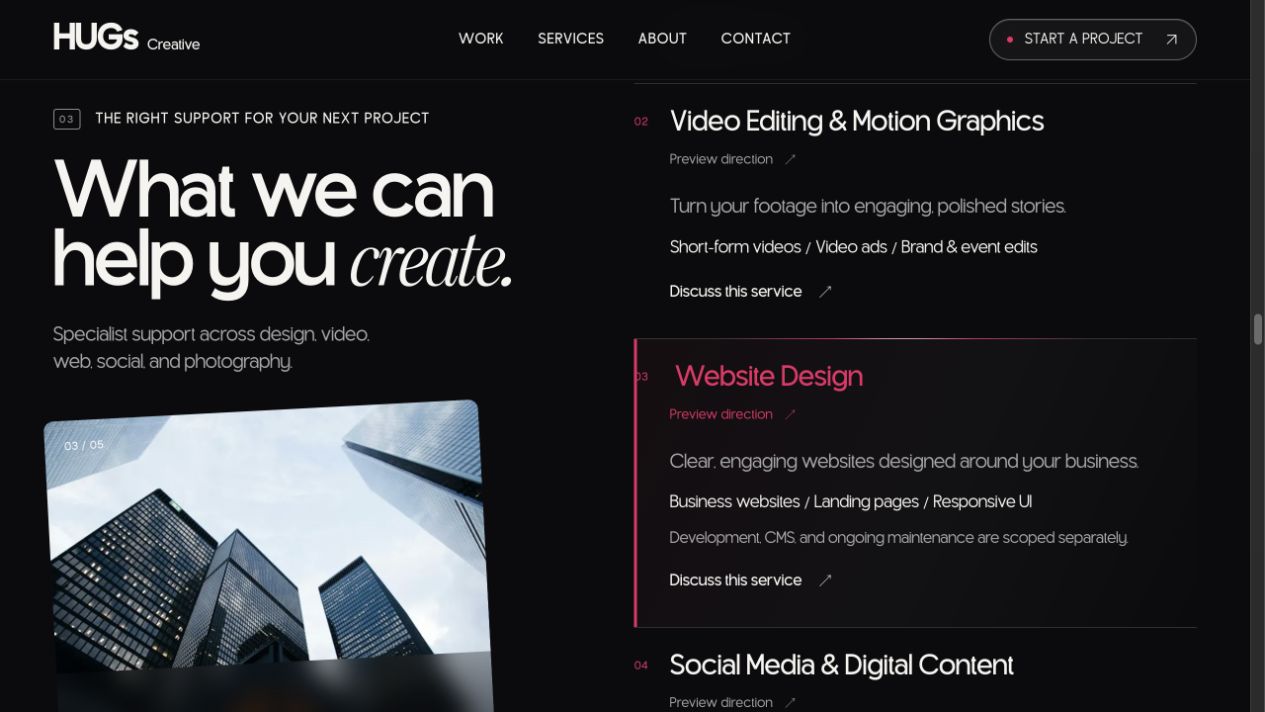 HUGs Creative
WORK
SERVICES
ABOUT
CONTACT
START A PROJECT
03
THE RIGHT SUPPORT FOR YOUR NEXT PROJECT
What we can
help you create.
Specialist support across design, video,
web, social, and photography.
03 / 05
02
Video Editing & Motion Graphics
Preview direction
Turn your footage into engaging, polished stories.
Short-form videos / Video ads / Brand & event edits
Discuss this service
03
Website Design
Preview direction
Clear, engaging websites designed around your business.
Business websites / Landing pages / Responsive UI
Development, CMS, and ongoing maintenance are scoped separately.
Discuss this service
04
Social Media & Digital Content
Preview direction